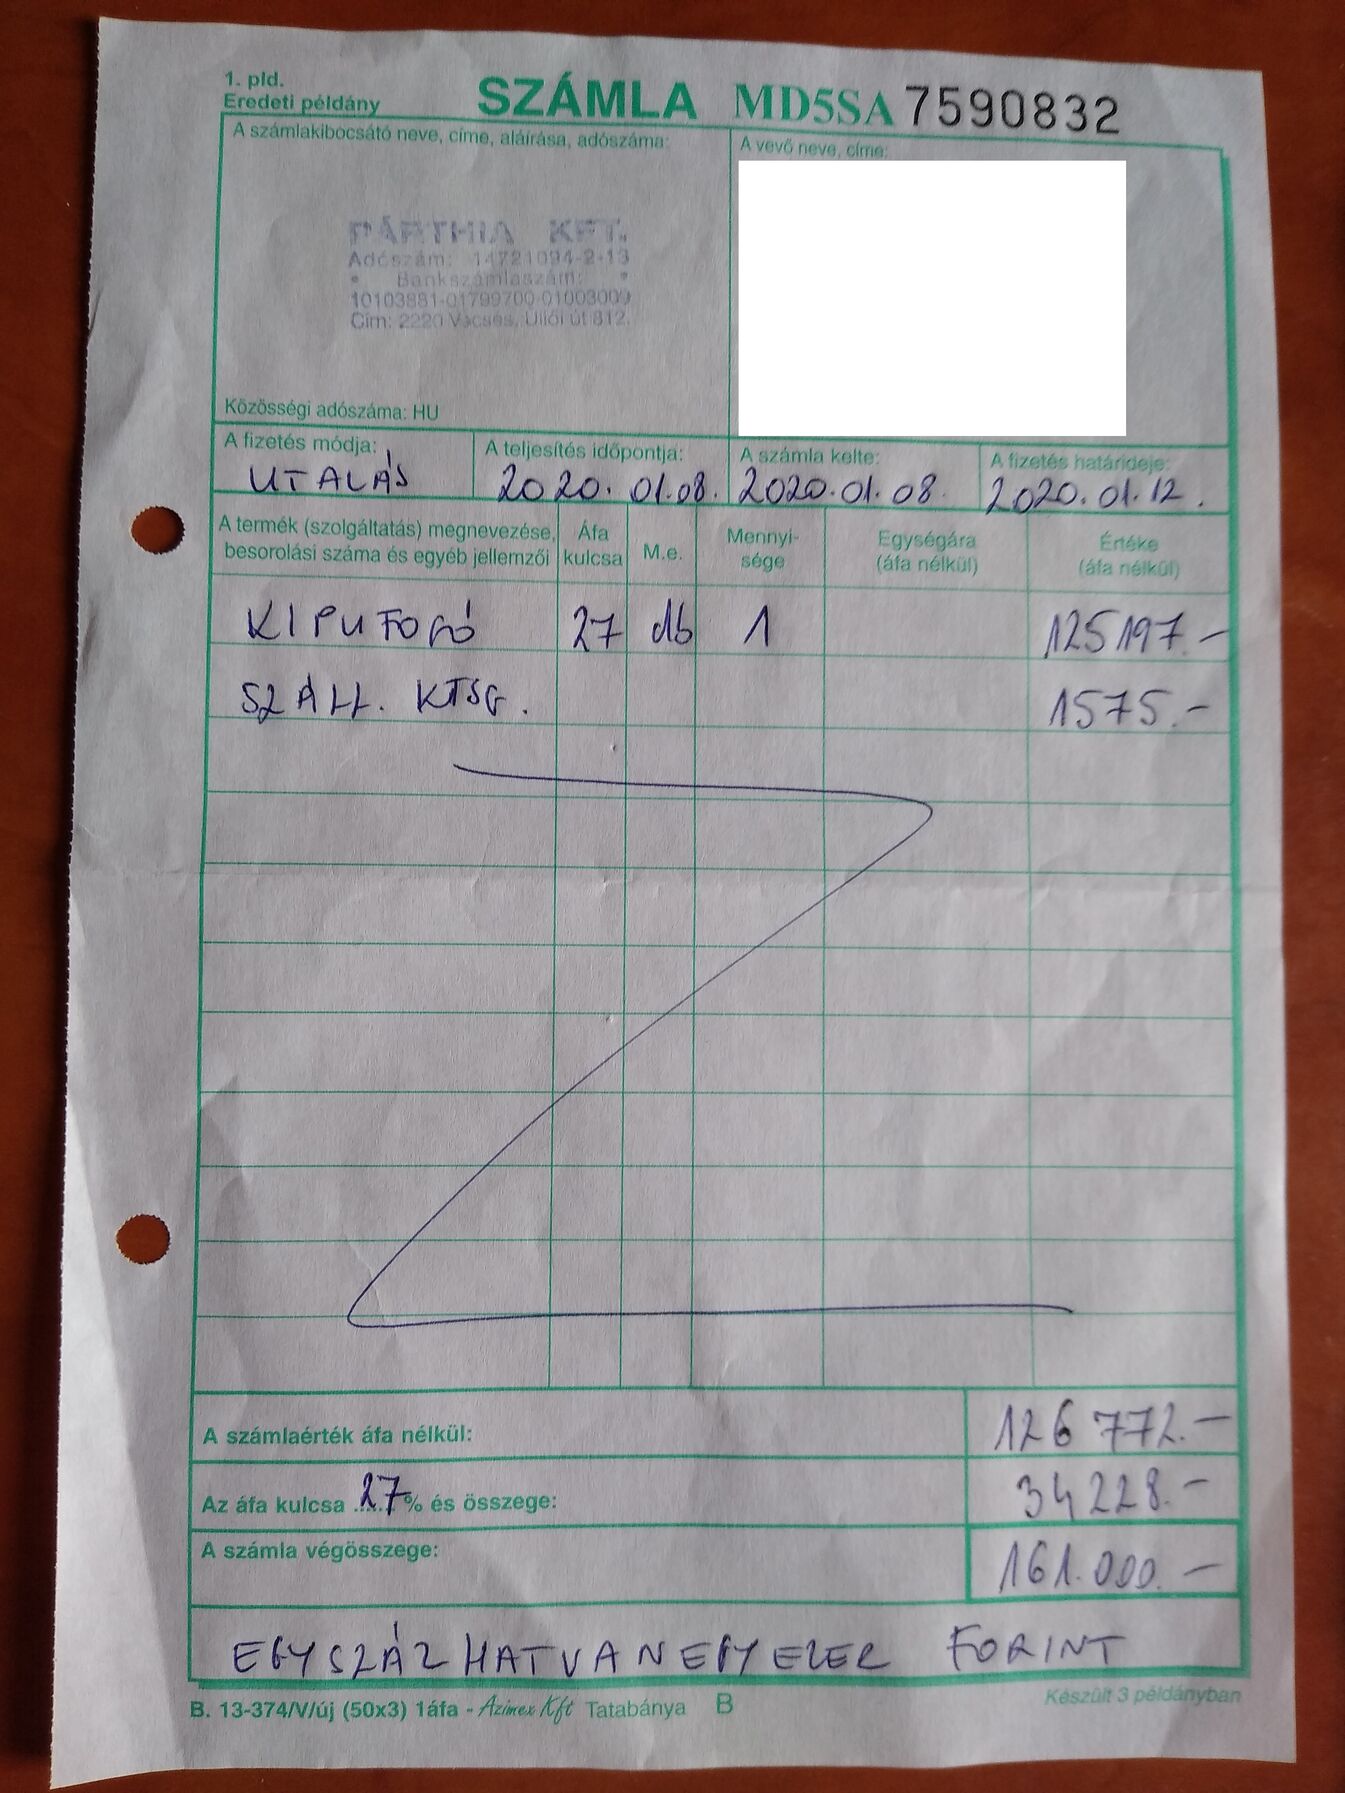 1. pld.
Eredeti példány
SZÁMLA MD5SA 7590832
A számlakibocsátó neve, címe, aláírása, adószáma:
A vevő neve, címe:
PÁRTHIA KFT.
Adószám: 14721094-2-13
• Bankszámlaszám: •
10103881-01799700-01003009
Cím: 2220 Vecsés, Üllői út 812.
Közösségi adószáma: HU
A fizetés módja:
UTALÁS
A teljesítés időpontja:
2020.01.08.
A számla kelte:
2020.01.08.
A fizetés határideje:
2020.01.12.
A termék (szolgáltatás) megnevezése, besorolási száma és egyéb jellemzői
Áfa kulcsa
M.e.
Mennyi-sége
Egységára (áfa nélkül)
Értéke (áfa nélkül)
KIPUFOGÓ 27 db 1 125197.-
SZÁLL. KTSG. 1575.-
A számlaérték áfa nélkül: 126 772.-
Az áfa kulcsa ..27..% és összege: 34 228.-
A számla végösszege: 161.000.-
EGYSZÁZHATVANEGYEZER FORINT
B. 13-374/V/új (50x3) 1áfa - Azimex Kft Tatabánya B
Készült 3 példányban